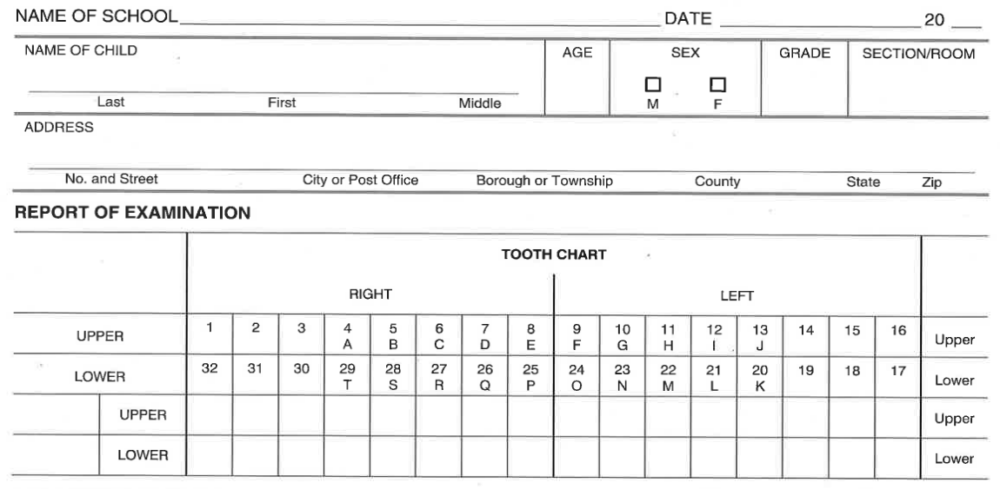 NAME OF SCHOOL DATE 20
NAME OF CHILD AGE SEX GRADE SECTION/ROOM
M F
Last First Middle
ADDRESS
No. and Street City or Post Office Borough or Township County State Zip
REPORT OF EXAMINATION
TOOTH CHART
RIGHT LEFT
UPPER 1 2 3 4 5 6 7 8 9 10 11 12 13 14 15 16 Upper
A B C D E F G H I J
LOWER 32 31 30 29 28 27 26 25 24 23 22 21 20 19 18 17 Lower
T S R Q P O N M L K
UPPER Upper
LOWER Lower